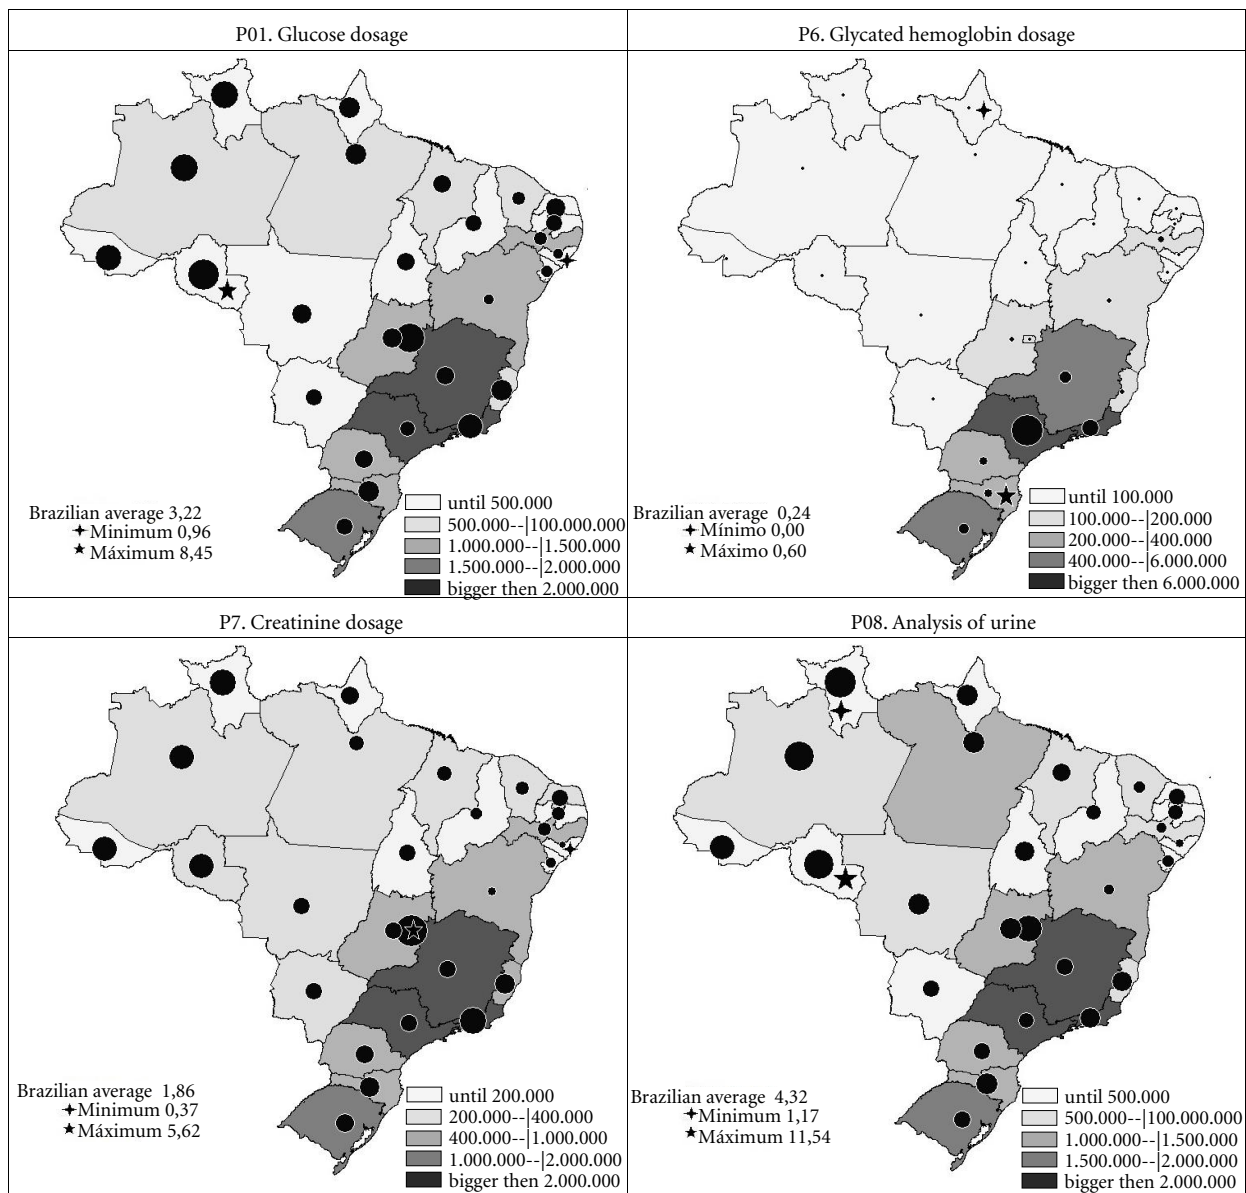 P01. Glucose dosage
Brazilian average 3,22
Minimum 0,96
Máximum 8,45
until 500.000
500.000--|100.000.000
1.000.000--|1.500.000
1.500.000--|2.000.000
bigger then 2.000.000
P6. Glycated hemoglobin dosage
Brazilian average 0,24
Mínimo 0,00
Máximo 0,60
until 100.000
100.000--|200.000
200.000--|400.000
400.000--|6.000.000
bigger then 6.000.000
P7. Creatinine dosage
Brazilian average 1,86
Minimum 0,37
Máximum 5,62
until 200.000
200.000--|400.000
400.000--|1.000.000
1.000.000--|2.000.000
bigger then 2.000.000
P08. Analysis of urine
Brazilian average 4,32
Minimum 1,17
Máximum 11,54
until 500.000
500.000--|100.000.000
1.000.000--|1.500.000
1.500.000--|2.000.000
bigger then 2.000.000